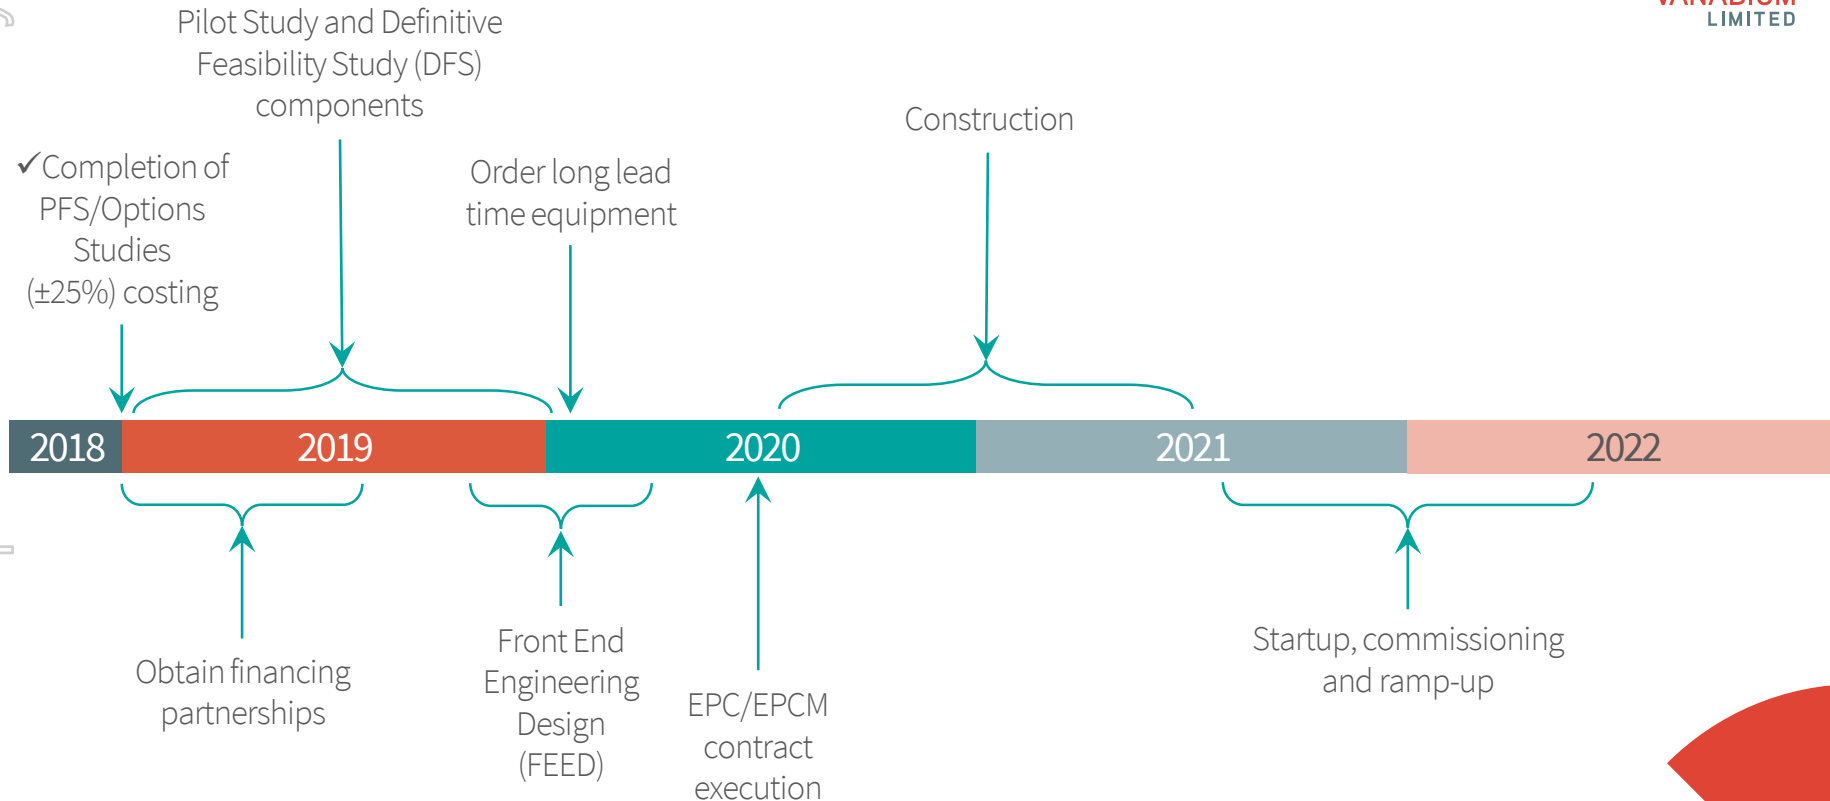 LIMITED
Pilot Study and Definitive
Feasibility Study (DFS)
components
✓Completion of
PFS/Options
Studies
(±25%) costing
Order long lead
time equipment
Construction
2018
2019
2020
2021
2022
Obtain financing
partnerships
Front End
Engineering
Design
(FEED)
EPC/EPCM
contract
execution
Startup, commissioning
and ramp-up